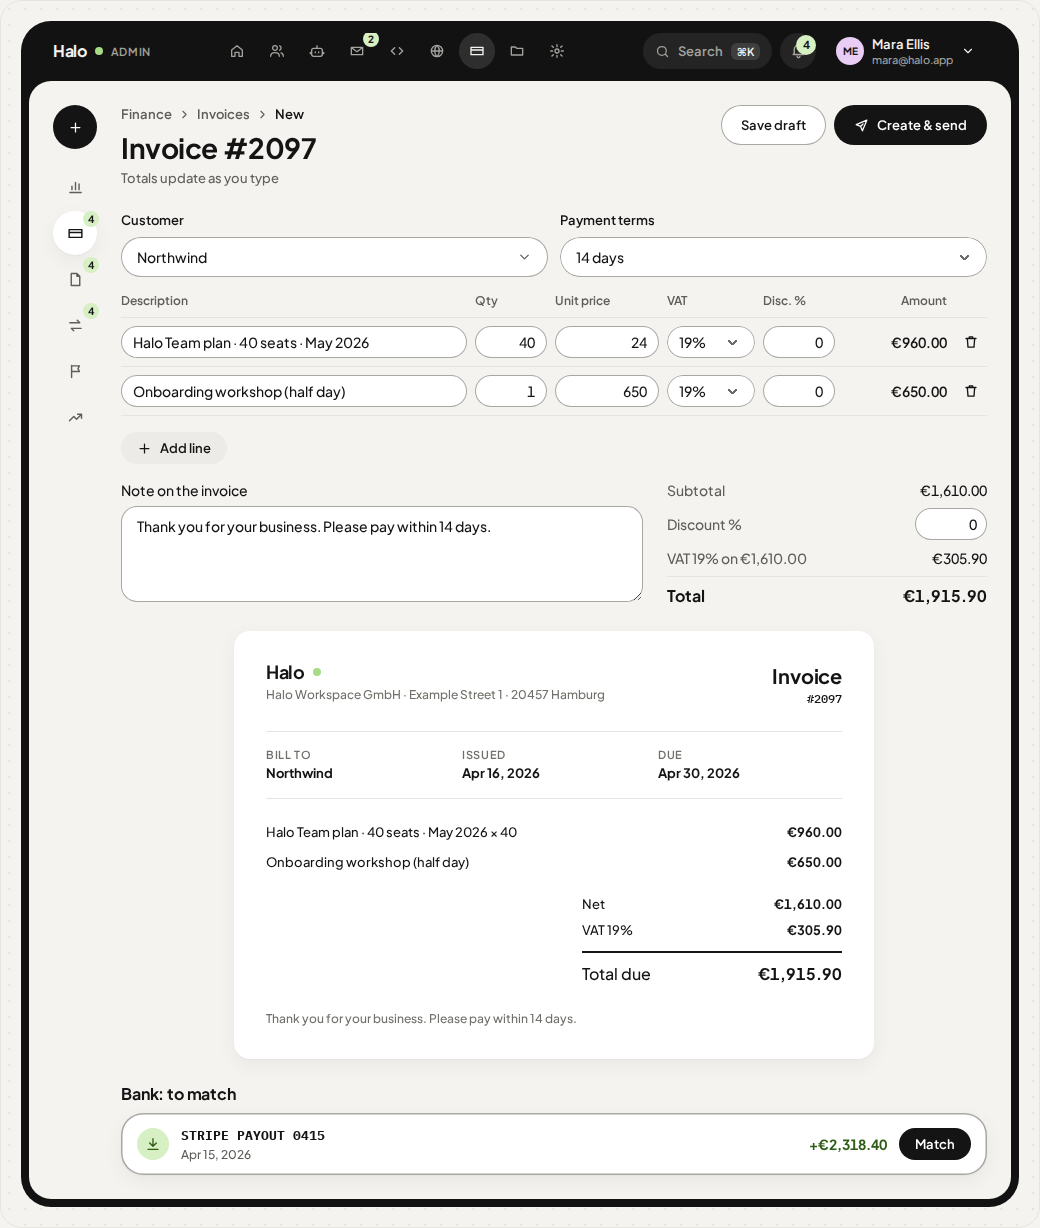 Halo ADMIN
2
Search ⌘K
4
ME
Mara Ellis
mara@halo.app
Finance > Invoices > New
Invoice #2097
Totals update as you type
Save draft
Create & send
4
4
4
Customer
Payment terms
Northwind
14 days
Description Qty Unit price VAT Disc. % Amount
Halo Team plan · 40 seats · May 2026 40 24 19% 0 €960.00
Onboarding workshop (half day) 1 650 19% 0 €650.00
+ Add line
Note on the invoice
Thank you for your business. Please pay within 14 days.
Subtotal €1,610.00
Discount % 0
VAT 19% on €1,610.00 €305.90
Total €1,915.90
Halo
Halo Workspace GmbH · Example Street 1 · 20457 Hamburg
Invoice
#2097
BILL TO ISSUED DUE
Northwind Apr 16, 2026 Apr 30, 2026
Halo Team plan · 40 seats · May 2026 × 40 €960.00
Onboarding workshop (half day) €650.00
Net €1,610.00
VAT 19% €305.90
Total due €1,915.90
Thank you for your business. Please pay within 14 days.
Bank: to match
STRIPE PAYOUT 0415
Apr 15, 2026
+€2,318.40
Match